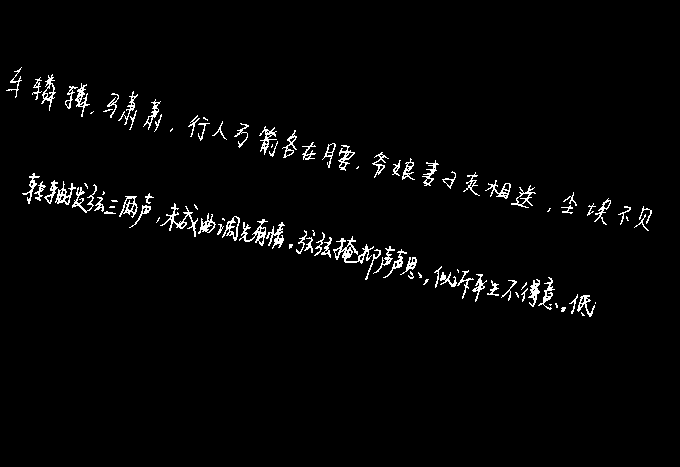 车辚辚,马萧萧,行人弓箭各在腰.爷娘妻子走相送,尘埃不见
转轴拨弦三两声,未成曲调先有情。弦弦掩抑声声思,似诉平生不得意。低